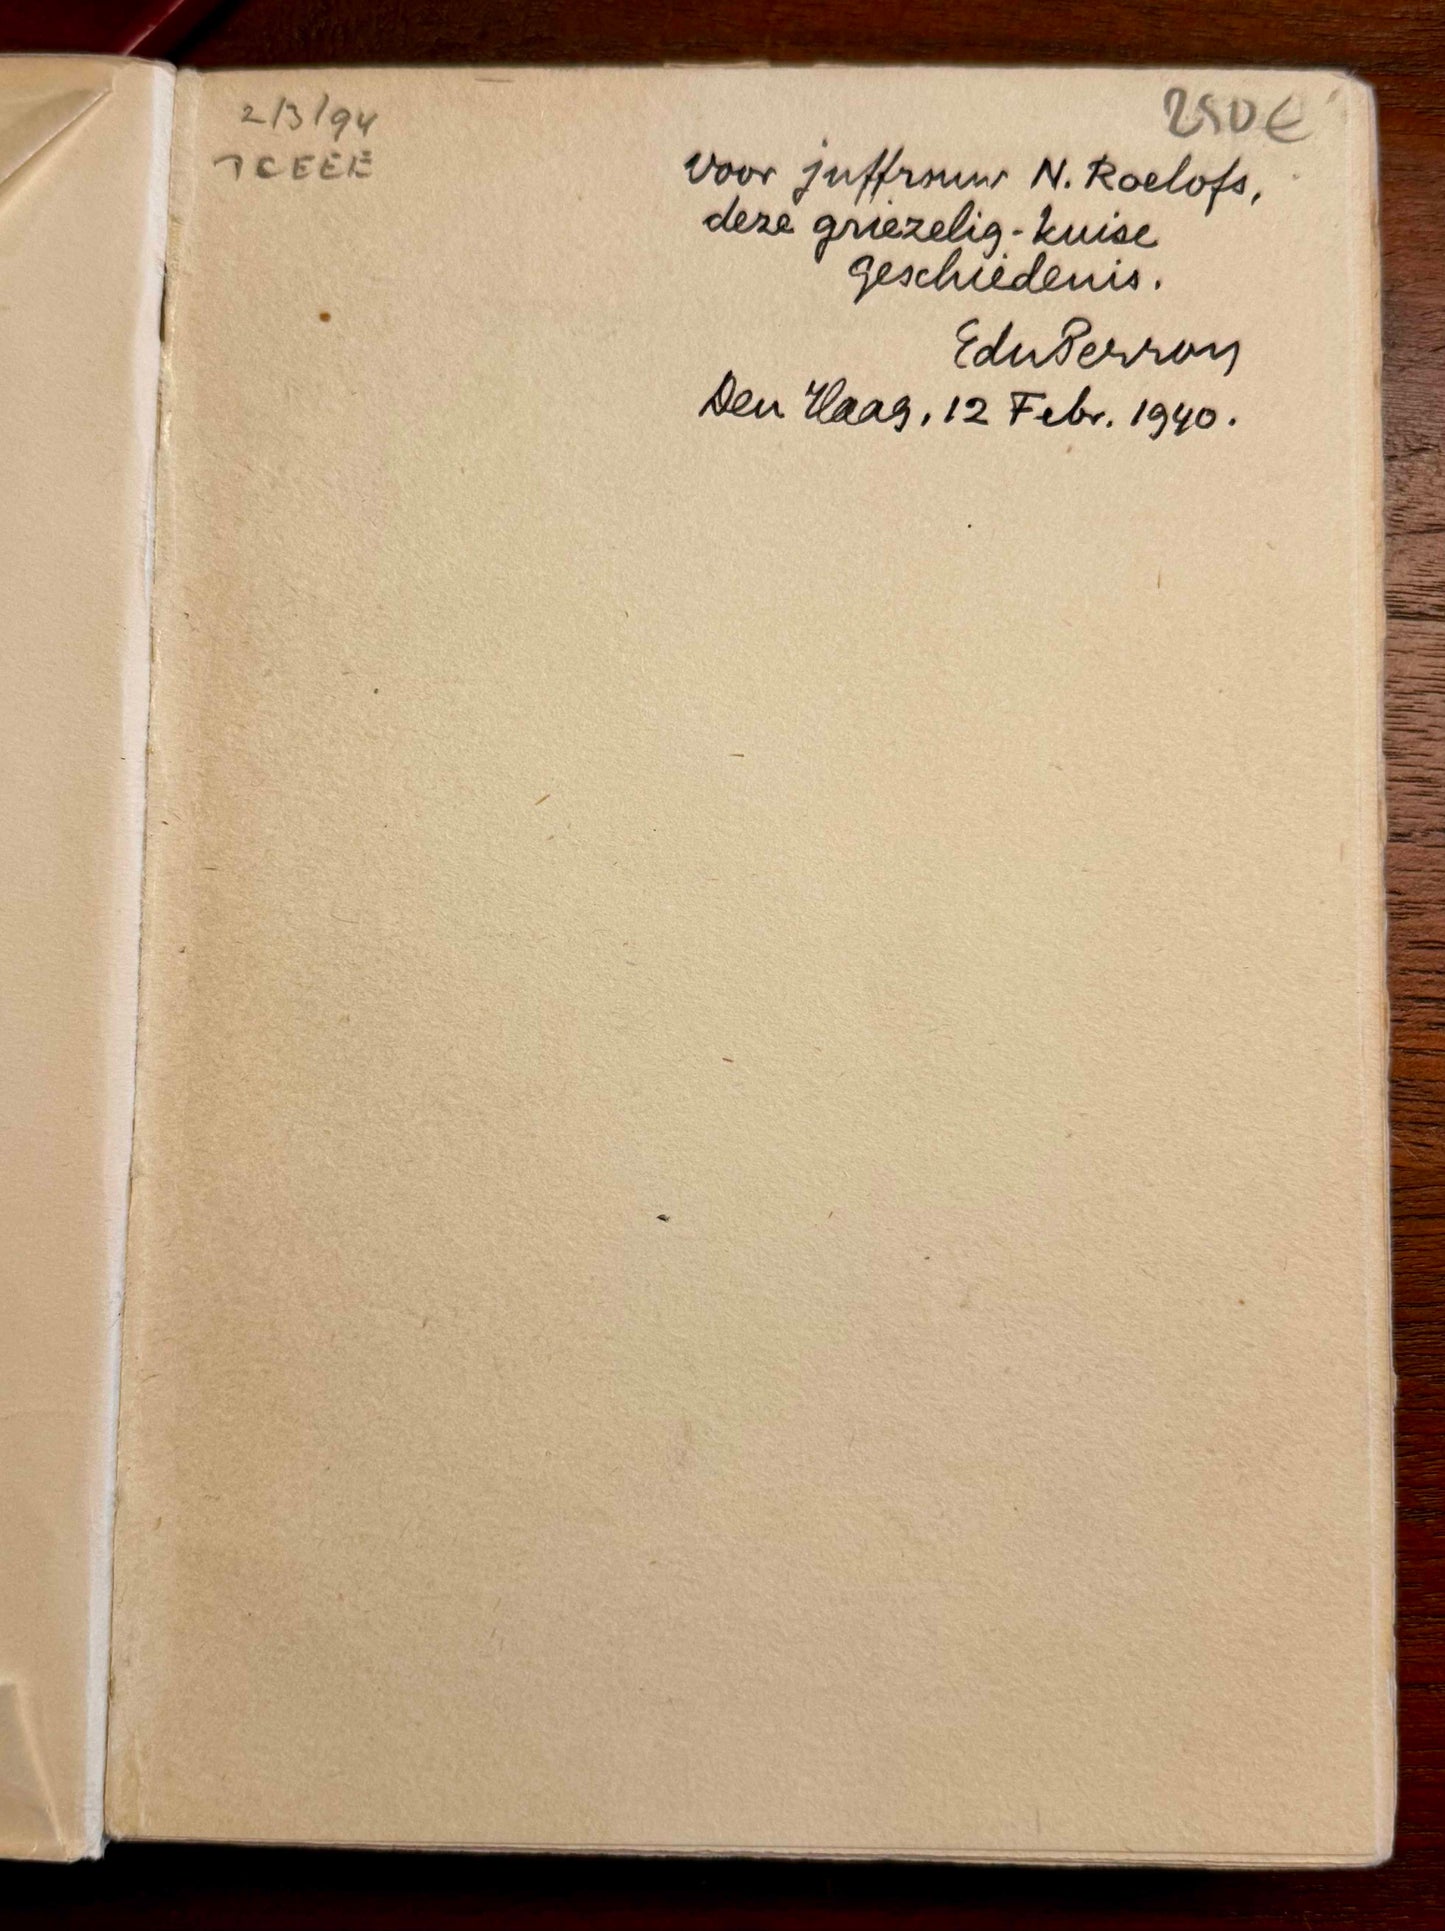 2/3/94
250€
voor juffrouw N. Roelofs,
deze griezelig-kuise
geschiedenis.
EduPerron
Den Haag, 12 Febr. 1940.